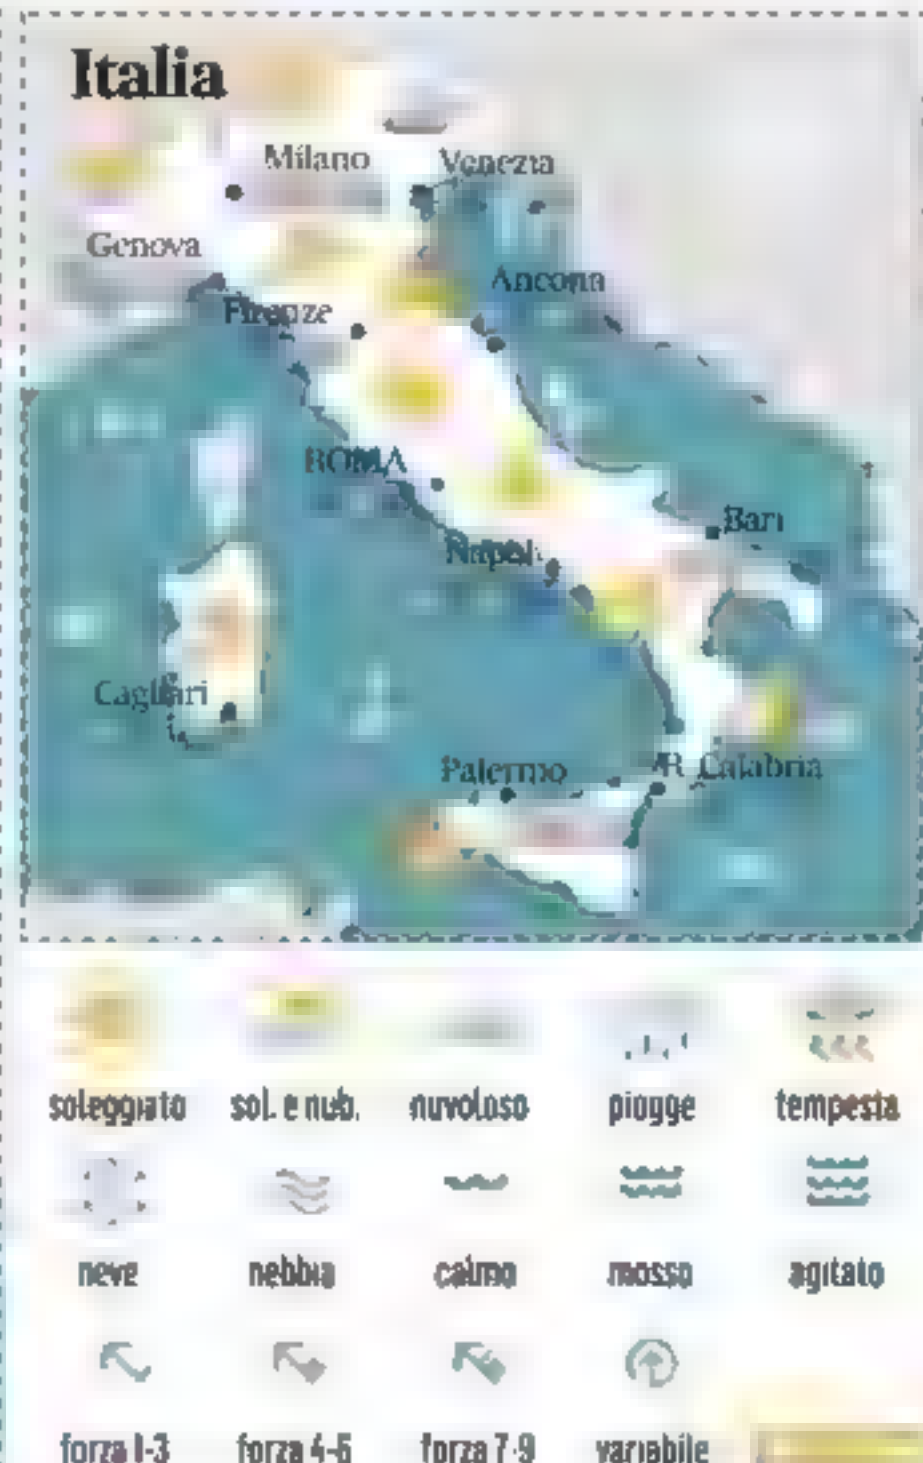 Italia
Milano
Venezia
Genova
Ancona
Firenze
ROMA
Bari
Napoli
Cagliari
Palermo
R. Calabria
soleggiato sol. e nub. nuvoloso piogge tempesta
neve nebbia calmo mosso agitato
forza 1-3 forza 4-6 forza 7-9 variabile